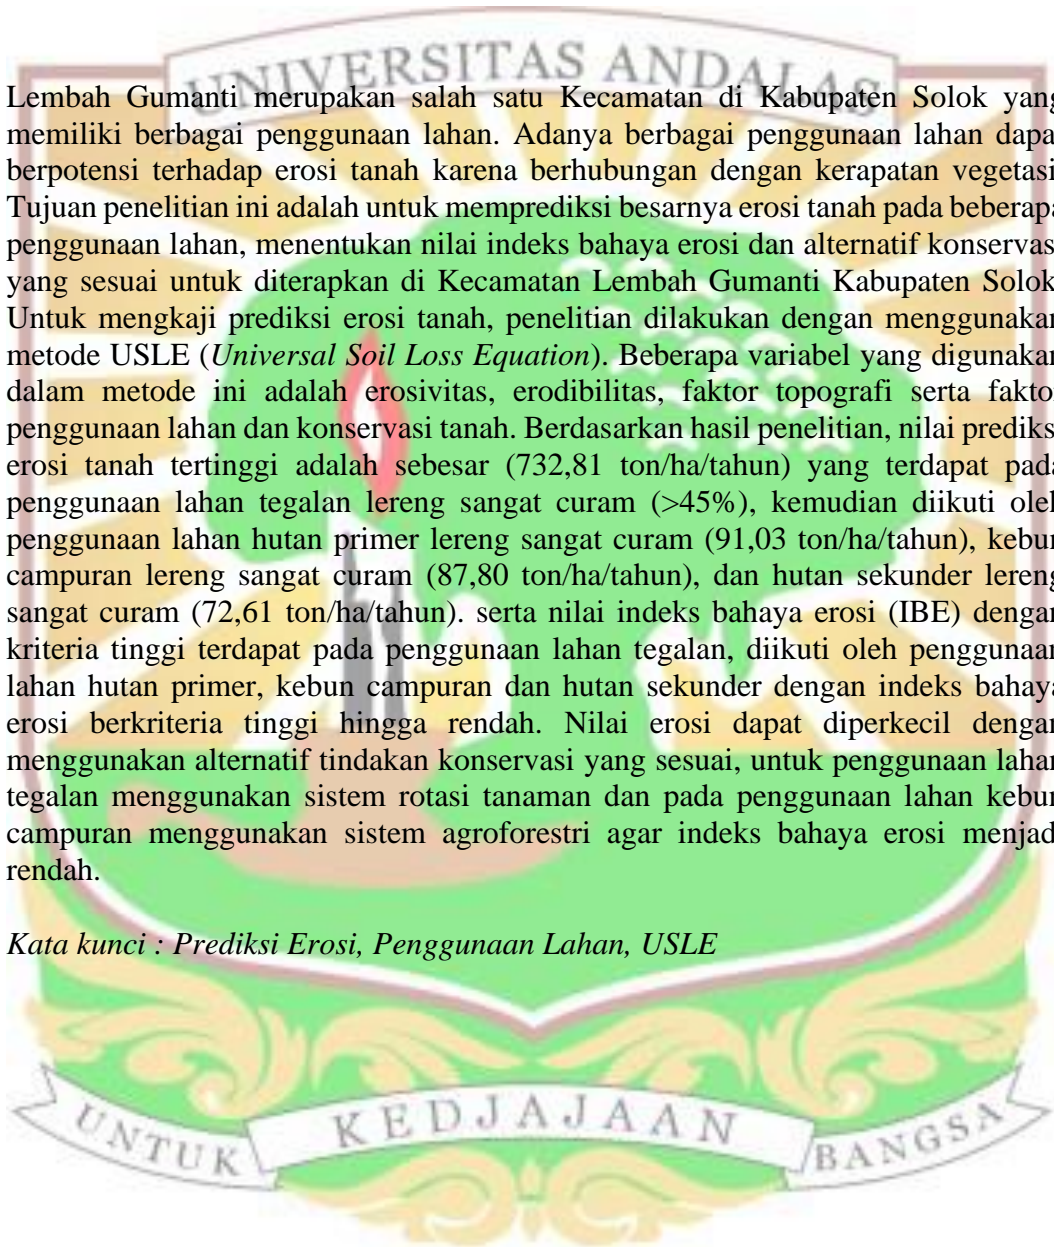 UNIVERSITAS ANDALAS
Lembah Gumanti merupakan salah satu Kecamatan di Kabupaten Solok yang
memiliki berbagai penggunaan lahan. Adanya berbagai penggunaan lahan dapa
berpotensi terhadap erosi tanah karena berhubungan dengan kerapatan vegetasi
Tujuan penelitian ini adalah untuk memprediksi besarnya erosi tanah pada beberapa
penggunaan lahan, menentukan nilai indeks bahaya erosi dan alternatif konservas
yang sesuai untuk diterapkan di Kecamatan Lembah Gumanti Kabupaten Solok
Untuk mengkaji prediksi erosi tanah, penelitian dilakukan dengan menggunakan
metode USLE (Universal Soil Loss Equation). Beberapa variabel yang digunakan
dalam metode ini adalah erosivitas, erodibilitas, faktor topografi serta fakto
penggunaan lahan dan konservasi tanah. Berdasarkan hasil penelitian, nilai prediks
erosi tanah tertinggi adalah sebesar (732,81 ton/ha/tahun) yang terdapat pada
penggunaan lahan tegalan lereng sangat curam (>45%), kemudian diikuti oleh
penggunaan lahan hutan primer lereng sangat curam (91,03 ton/ha/tahun), kebun
campuran lereng sangat curam (87,80 ton/ha/tahun), dan hutan sekunder lereng
sangat curam (72,61 ton/ha/tahun). serta nilai indeks bahaya erosi (IBE) dengan
kriteria tinggi terdapat pada penggunaan lahan tegalan, diikuti oleh penggunaan
lahan hutan primer, kebun campuran dan hutan sekunder dengan indeks bahaya
erosi berkriteria tinggi hingga rendah. Nilai erosi dapat diperkecil dengan
menggunakan alternatif tindakan konservasi yang sesuai, untuk penggunaan lahan
tegalan menggunakan sistem rotasi tanaman dan pada penggunaan lahan kebun
campuran menggunakan sistem agroforestri agar indeks bahaya erosi menjad
rendah.
Kata kunci : Prediksi Erosi, Penggunaan Lahan, USLE
UNTUK KEDJAJAAN BANGSA